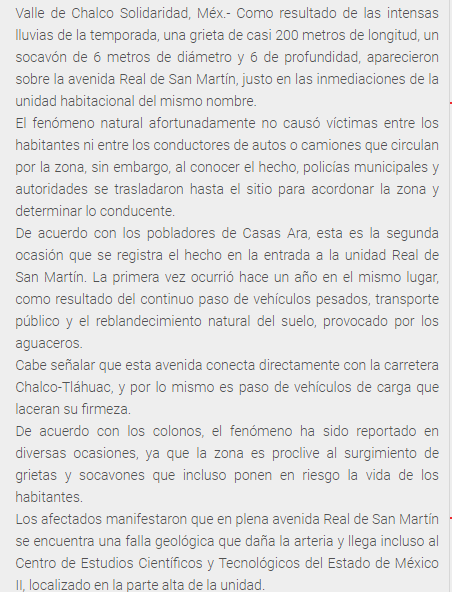 Valle de Chalco Solidaridad, Méx.- Como resultado de las intensas
lluvias de la temporada, una grieta de casi 200 metros de longitud, un
socavón de 6 metros de diámetro y 6 de profundidad, aparecieron
sobre la avenida Real de San Martín, justo en las inmediaciones de la
unidad habitacional del mismo nombre.
El fenómeno natural afortunadamente no causó víctimas entre los
habitantes ni entre los conductores de autos o camiones que circulan
por la zona, sin embargo, al conocer el hecho, policías municipales y
autoridades se trasladaron hasta el sitio para acordonar la zona y
determinar lo conducente.
De acuerdo con los pobladores de Casas Ara, esta es la segunda
ocasión que se registra el hecho en la entrada a la unidad Real de
San Martín. La primera vez ocurrió hace un año en el mismo lugar,
como resultado del continuo paso de vehículos pesados, transporte
público y el reblandecimiento natural del suelo, provocado por los
aguaceros.
Cabe señalar que esta avenida conecta directamente con la carretera
Chalco-Tláhuac, y por lo mismo es paso de vehículos de carga que
laceran su firmeza.
De acuerdo con los colonos, el fenómeno ha sido reportado en
diversas ocasiones, ya que la zona es proclive al surgimiento de
grietas y socavones que incluso ponen en riesgo la vida de los
habitantes.
Los afectados manifestaron que en plena avenida Real de San Martín
se encuentra una falla geológica que daña la arteria y llega incluso al
Centro de Estudios Científicos y Tecnológicos del Estado de México
II, localizado en la parte alta de la unidad.